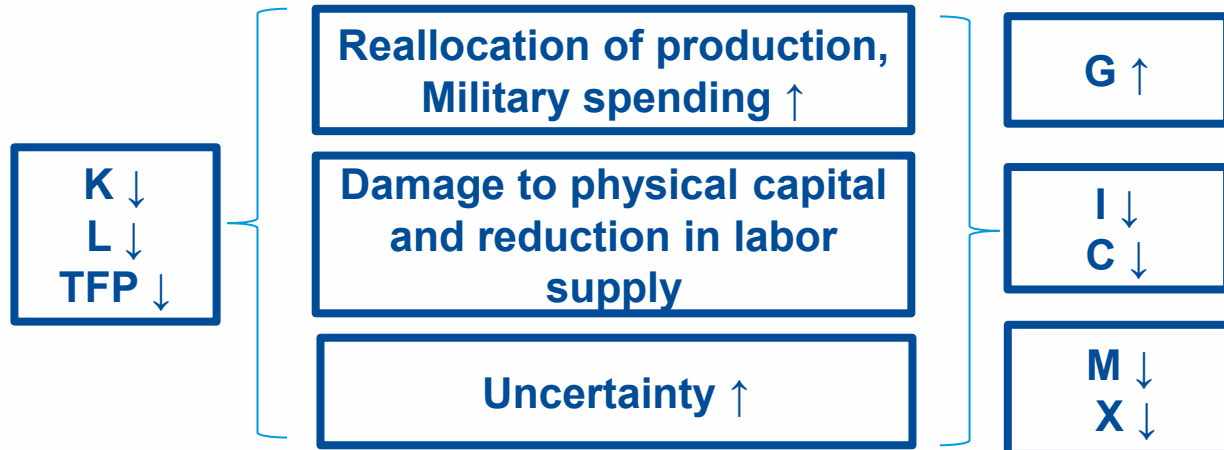 K ↓
L ↓
TFP ↓
Reallocation of production,
Military spending ↑
Damage to physical capital
and reduction in labor
supply
Uncertainty ↑
G ↑
I ↓
C ↓
M ↓
X ↓